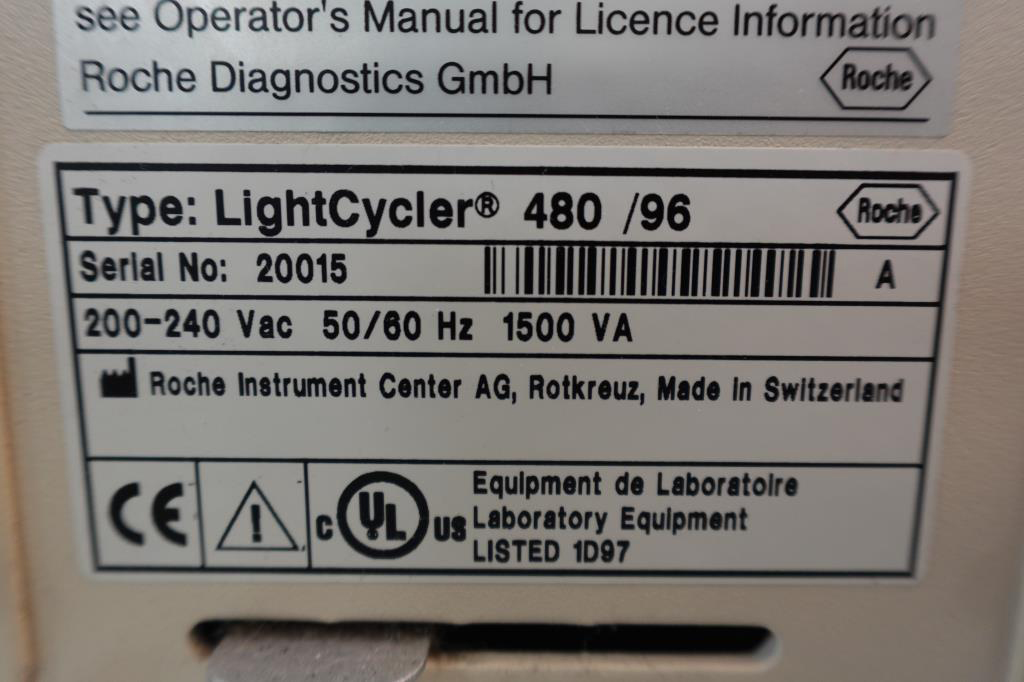 see Operator's Manual for Licence Information
Roche Diagnostics GmbH
Roche
Type: LightCycler® 480 /96
Roche
Serial No: 20015
A
200-240 Vac 50/60 Hz 1500 VA
Roche Instrument Center AG, Rotkreuz, Made in Switzerland
CE
C UL US
Equipment de Laboratoire
Laboratory Equipment
LISTED 1D97